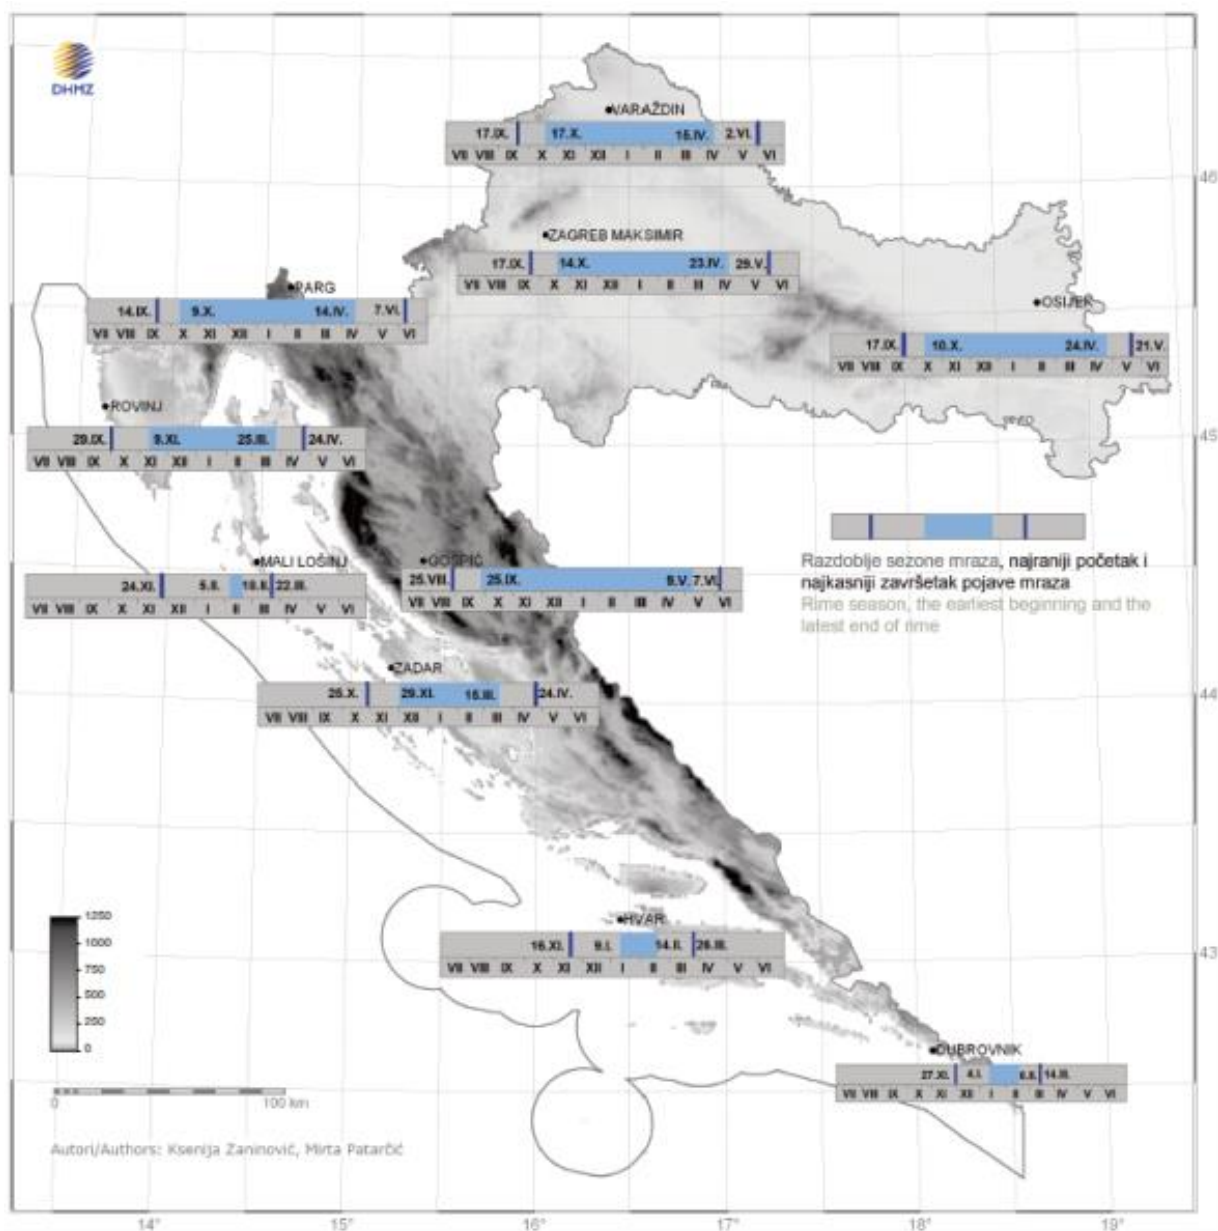 DHMZ
VARAŽDIN
17.IX. 17.X. 15.IV. 2.VI.
VII VIII IX X XI XII I II III IV V VI
46
ZAGREB MAKSIMIR
17.IX. 14.X. 23.IV. 29.V.
VII VIII IX X XI XII I II III IV V VI
PARG
14.IX. 9.X. 14.IV. 7.VI.
VII VIII IX X XI XII I II III IV V VI
OSIJEK
17.IX. 10.X. 24.IV. 21.V.
VII VIII IX X XI XII I II III IV V VI
ROVINJ
29.IX. 9.XI. 25.III. 24.IV.
VII VIII IX X XI XII I II III IV V VI
45
MALI LOŠINJ
24.XI. 5.II. 18.II. 22.III.
VII VIII IX X XI XII I II III IV V VI
GOSPIĆ
25.VIII. 25.IX. 9.V. 7.VI.
VII VIII IX X XI XII I II III IV V VI
Razdoblje sezone mraza, najraniji početak i
najkasniji završetak pojave mraza
Rime season, the earliest beginning and the
latest end of rime
ZADAR
25.X. 29.XI. 15.III. 24.IV.
VII VIII IX X XI XII I II III IV V VI
44
HVAR
16.XI. 9.I. 14.II. 26.III.
VII VIII IX X XI XII I II III IV V VI
43
1250
1000
750
500
250
0
DUBROVNIK
27.XI. 4.I. 14.III.
VII VIII IX X XI XII I II III IV V VI
0 100 km
Autori/Authors: Ksenija Zaninović, Mirta Patarčić
14° 15° 16° 17° 18° 19°